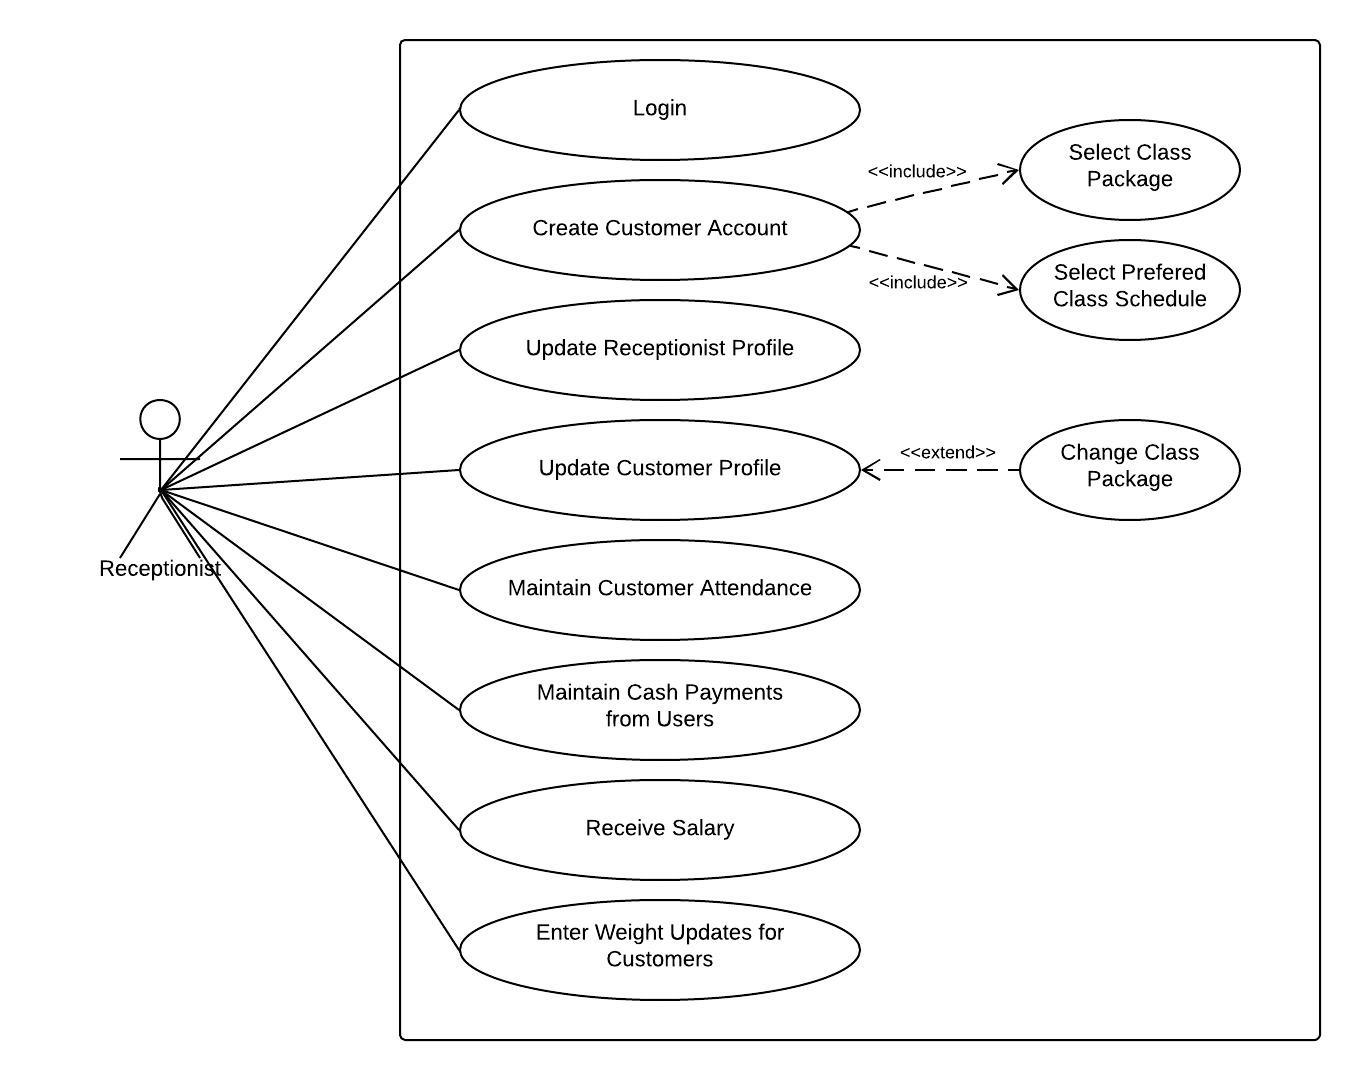 Login
<<include>>
Select Class
Package
Create Customer Account
<<include>>
Select Prefered
Class Schedule
Update Receptionist Profile
Update Customer Profile
<<extend>>
Change Class
Package
Receptionist
Maintain Customer Attendance
Maintain Cash Payments
from Users
Receive Salary
Enter Weight Updates for
Customers